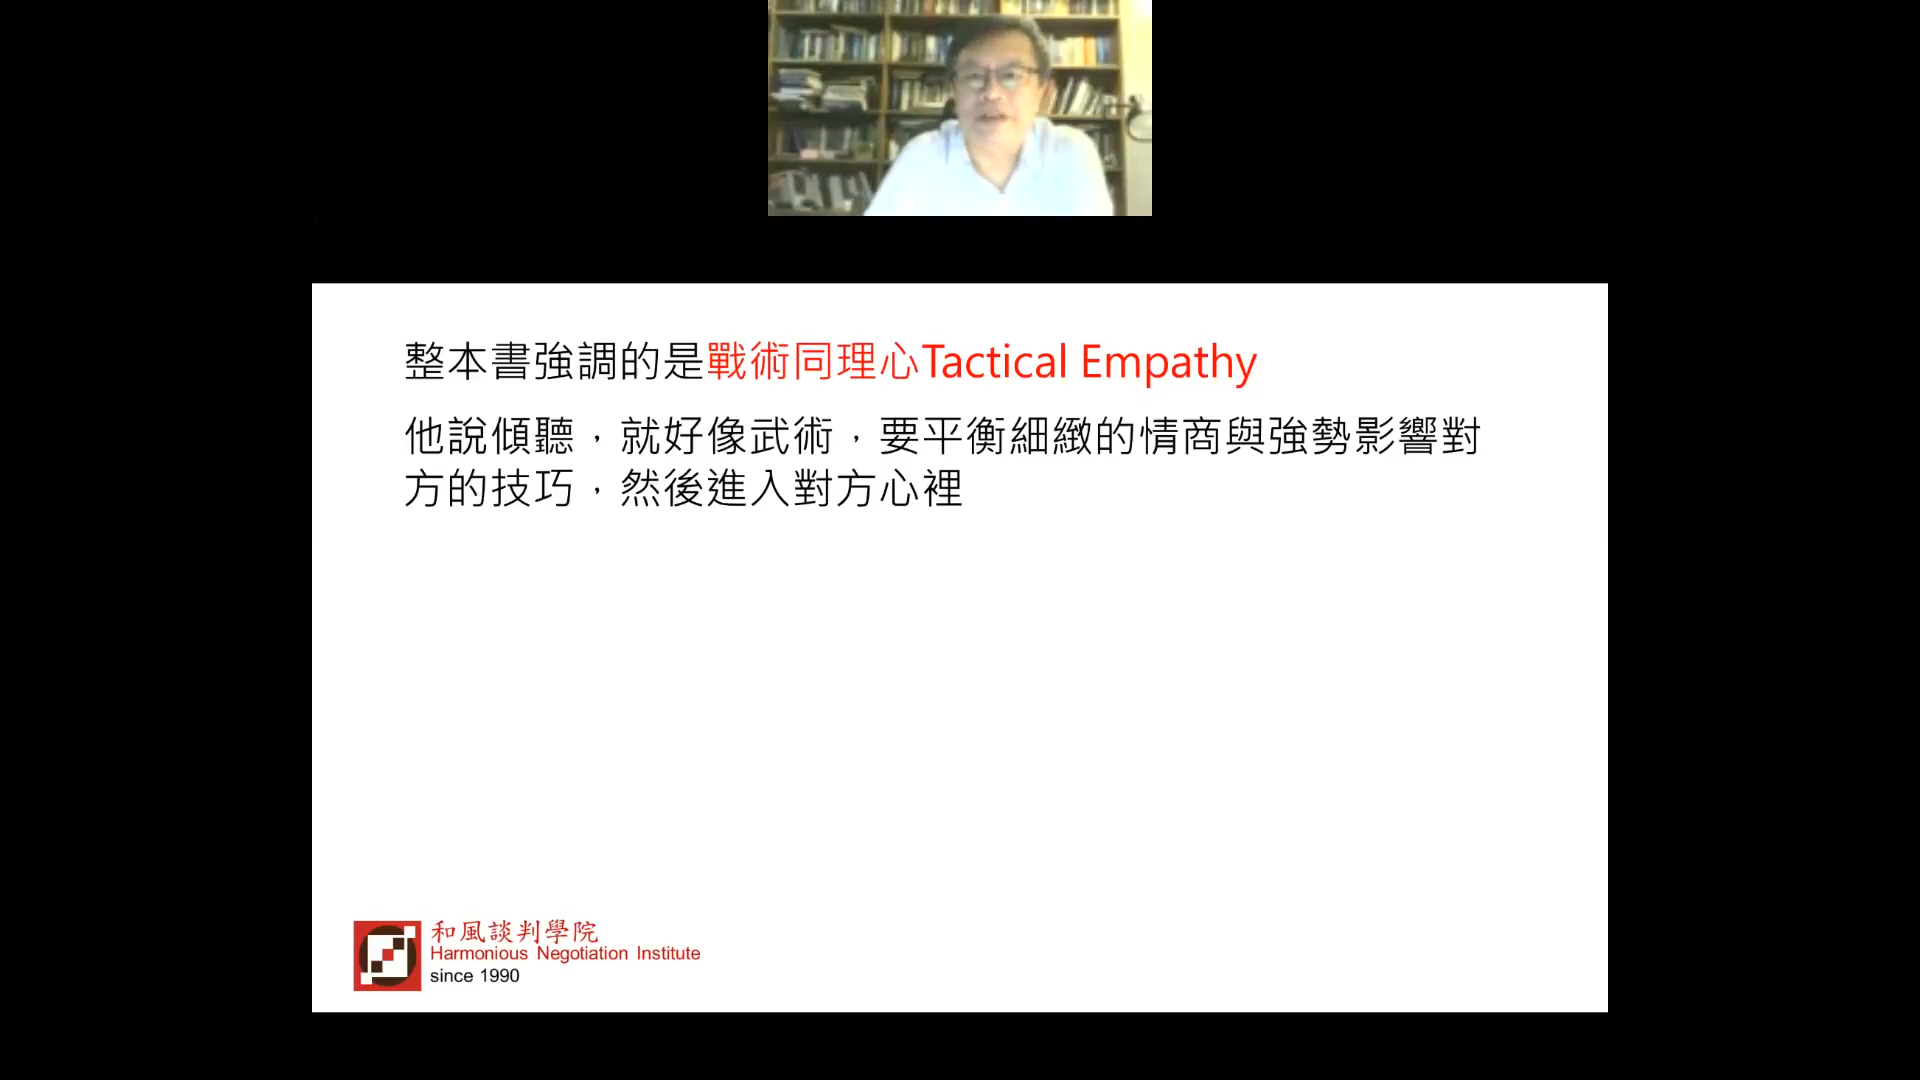 整本書強調的是戰術同理心Tactical Empathy
他說傾聽，就好像武術，要平衡細緻的情商與強勢影響對
方的技巧，然後進入對方心裡
和風談判學院
Harmonious Negotiation Institute
since 1990